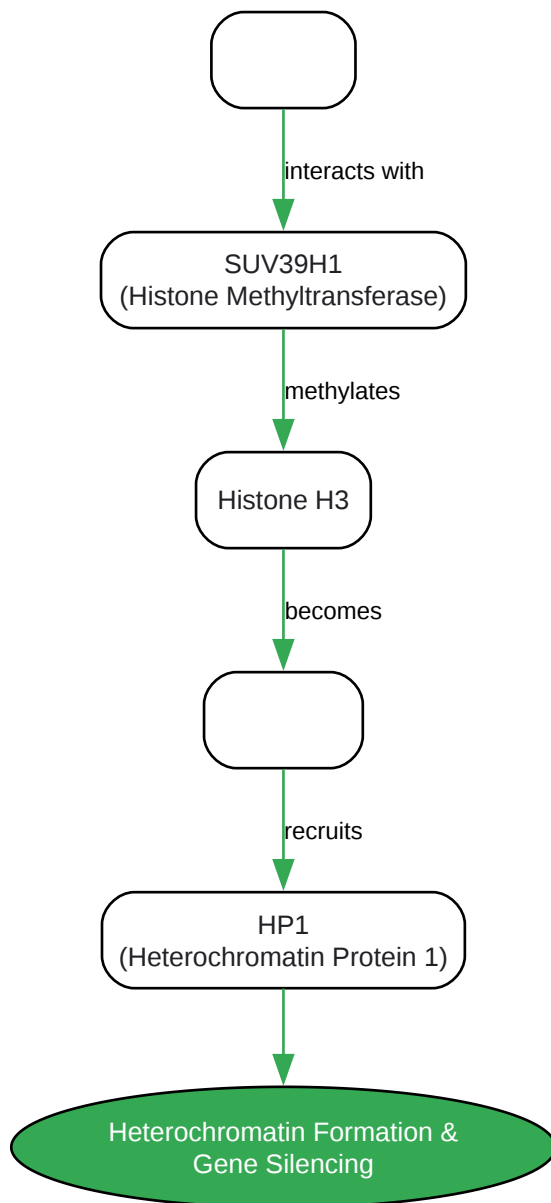 interacts with
SUV39H1
(Histone Methyltransferase)
methylates
Histone H3
becomes
recruits
HP1
(Heterochromatin Protein 1)
Heterochromatin Formation &
Gene Silencing